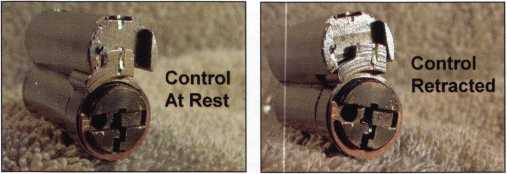 Control
At Rest
Control
Retracted